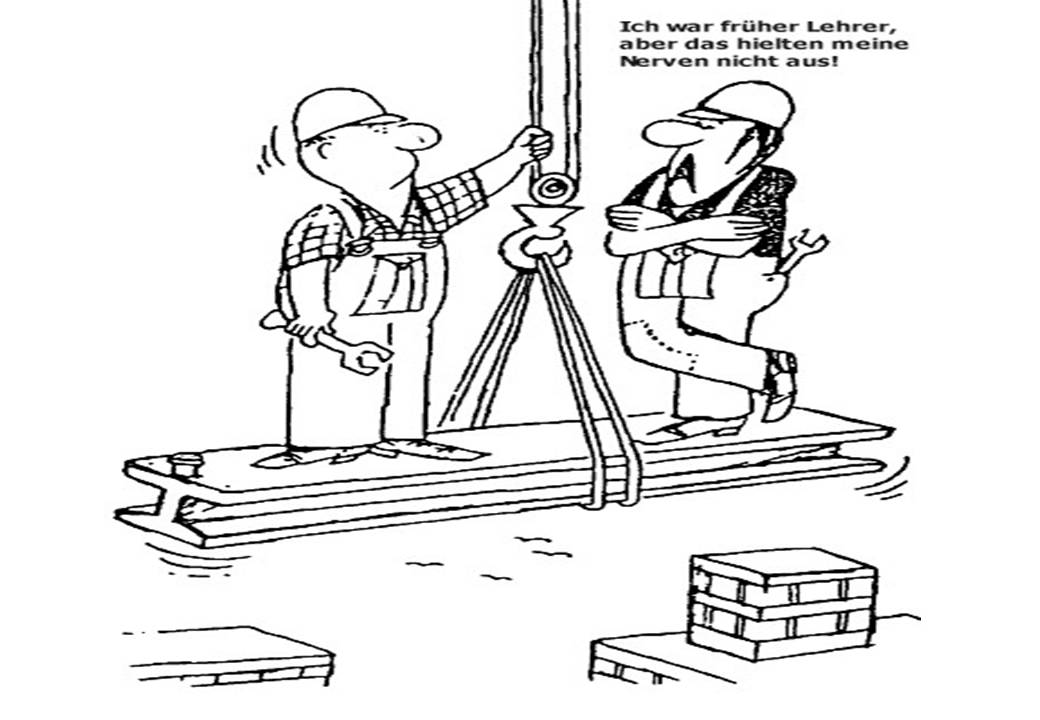 Ich war früher Lehrer,
aber das hielten meine
Nerven nicht aus!